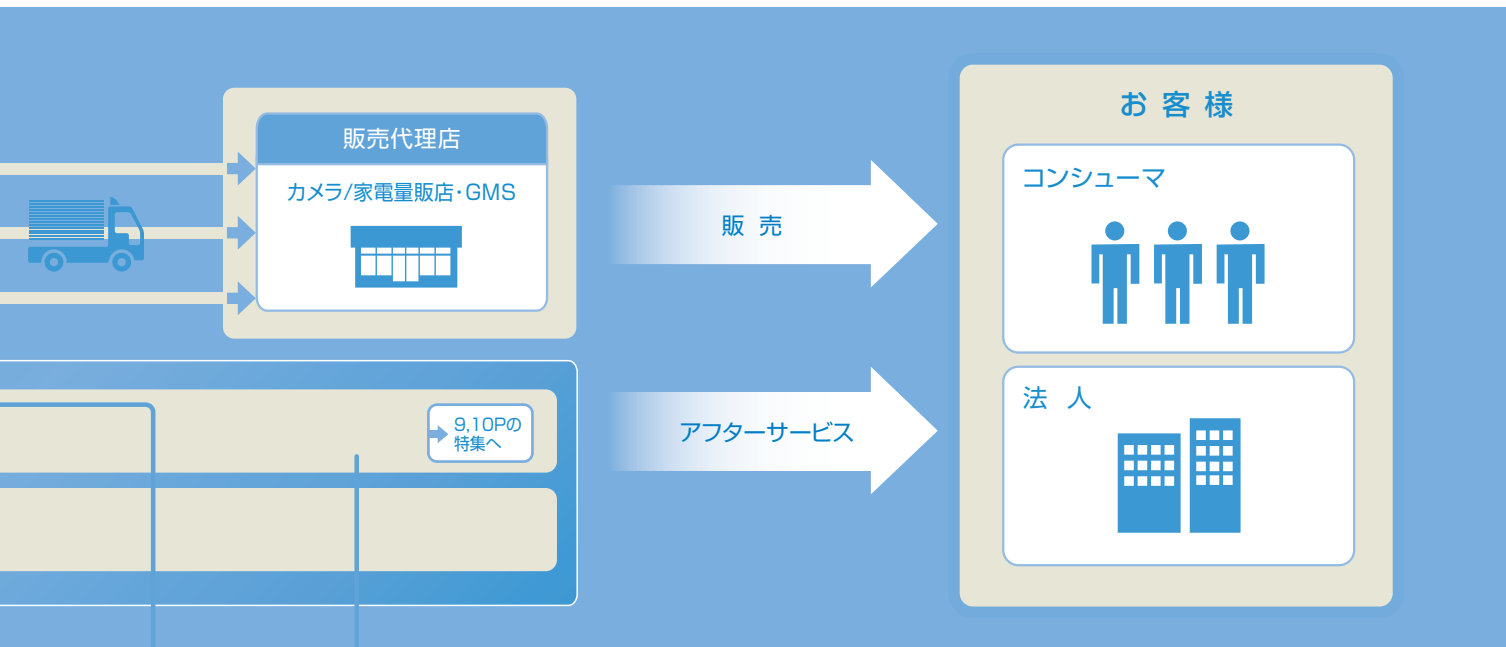 販売代理店
カメラ/家電量販店・GMS
9,10Pの
特集へ
販 売
アフターサービス
お 客 様
コンシューマ
法 人